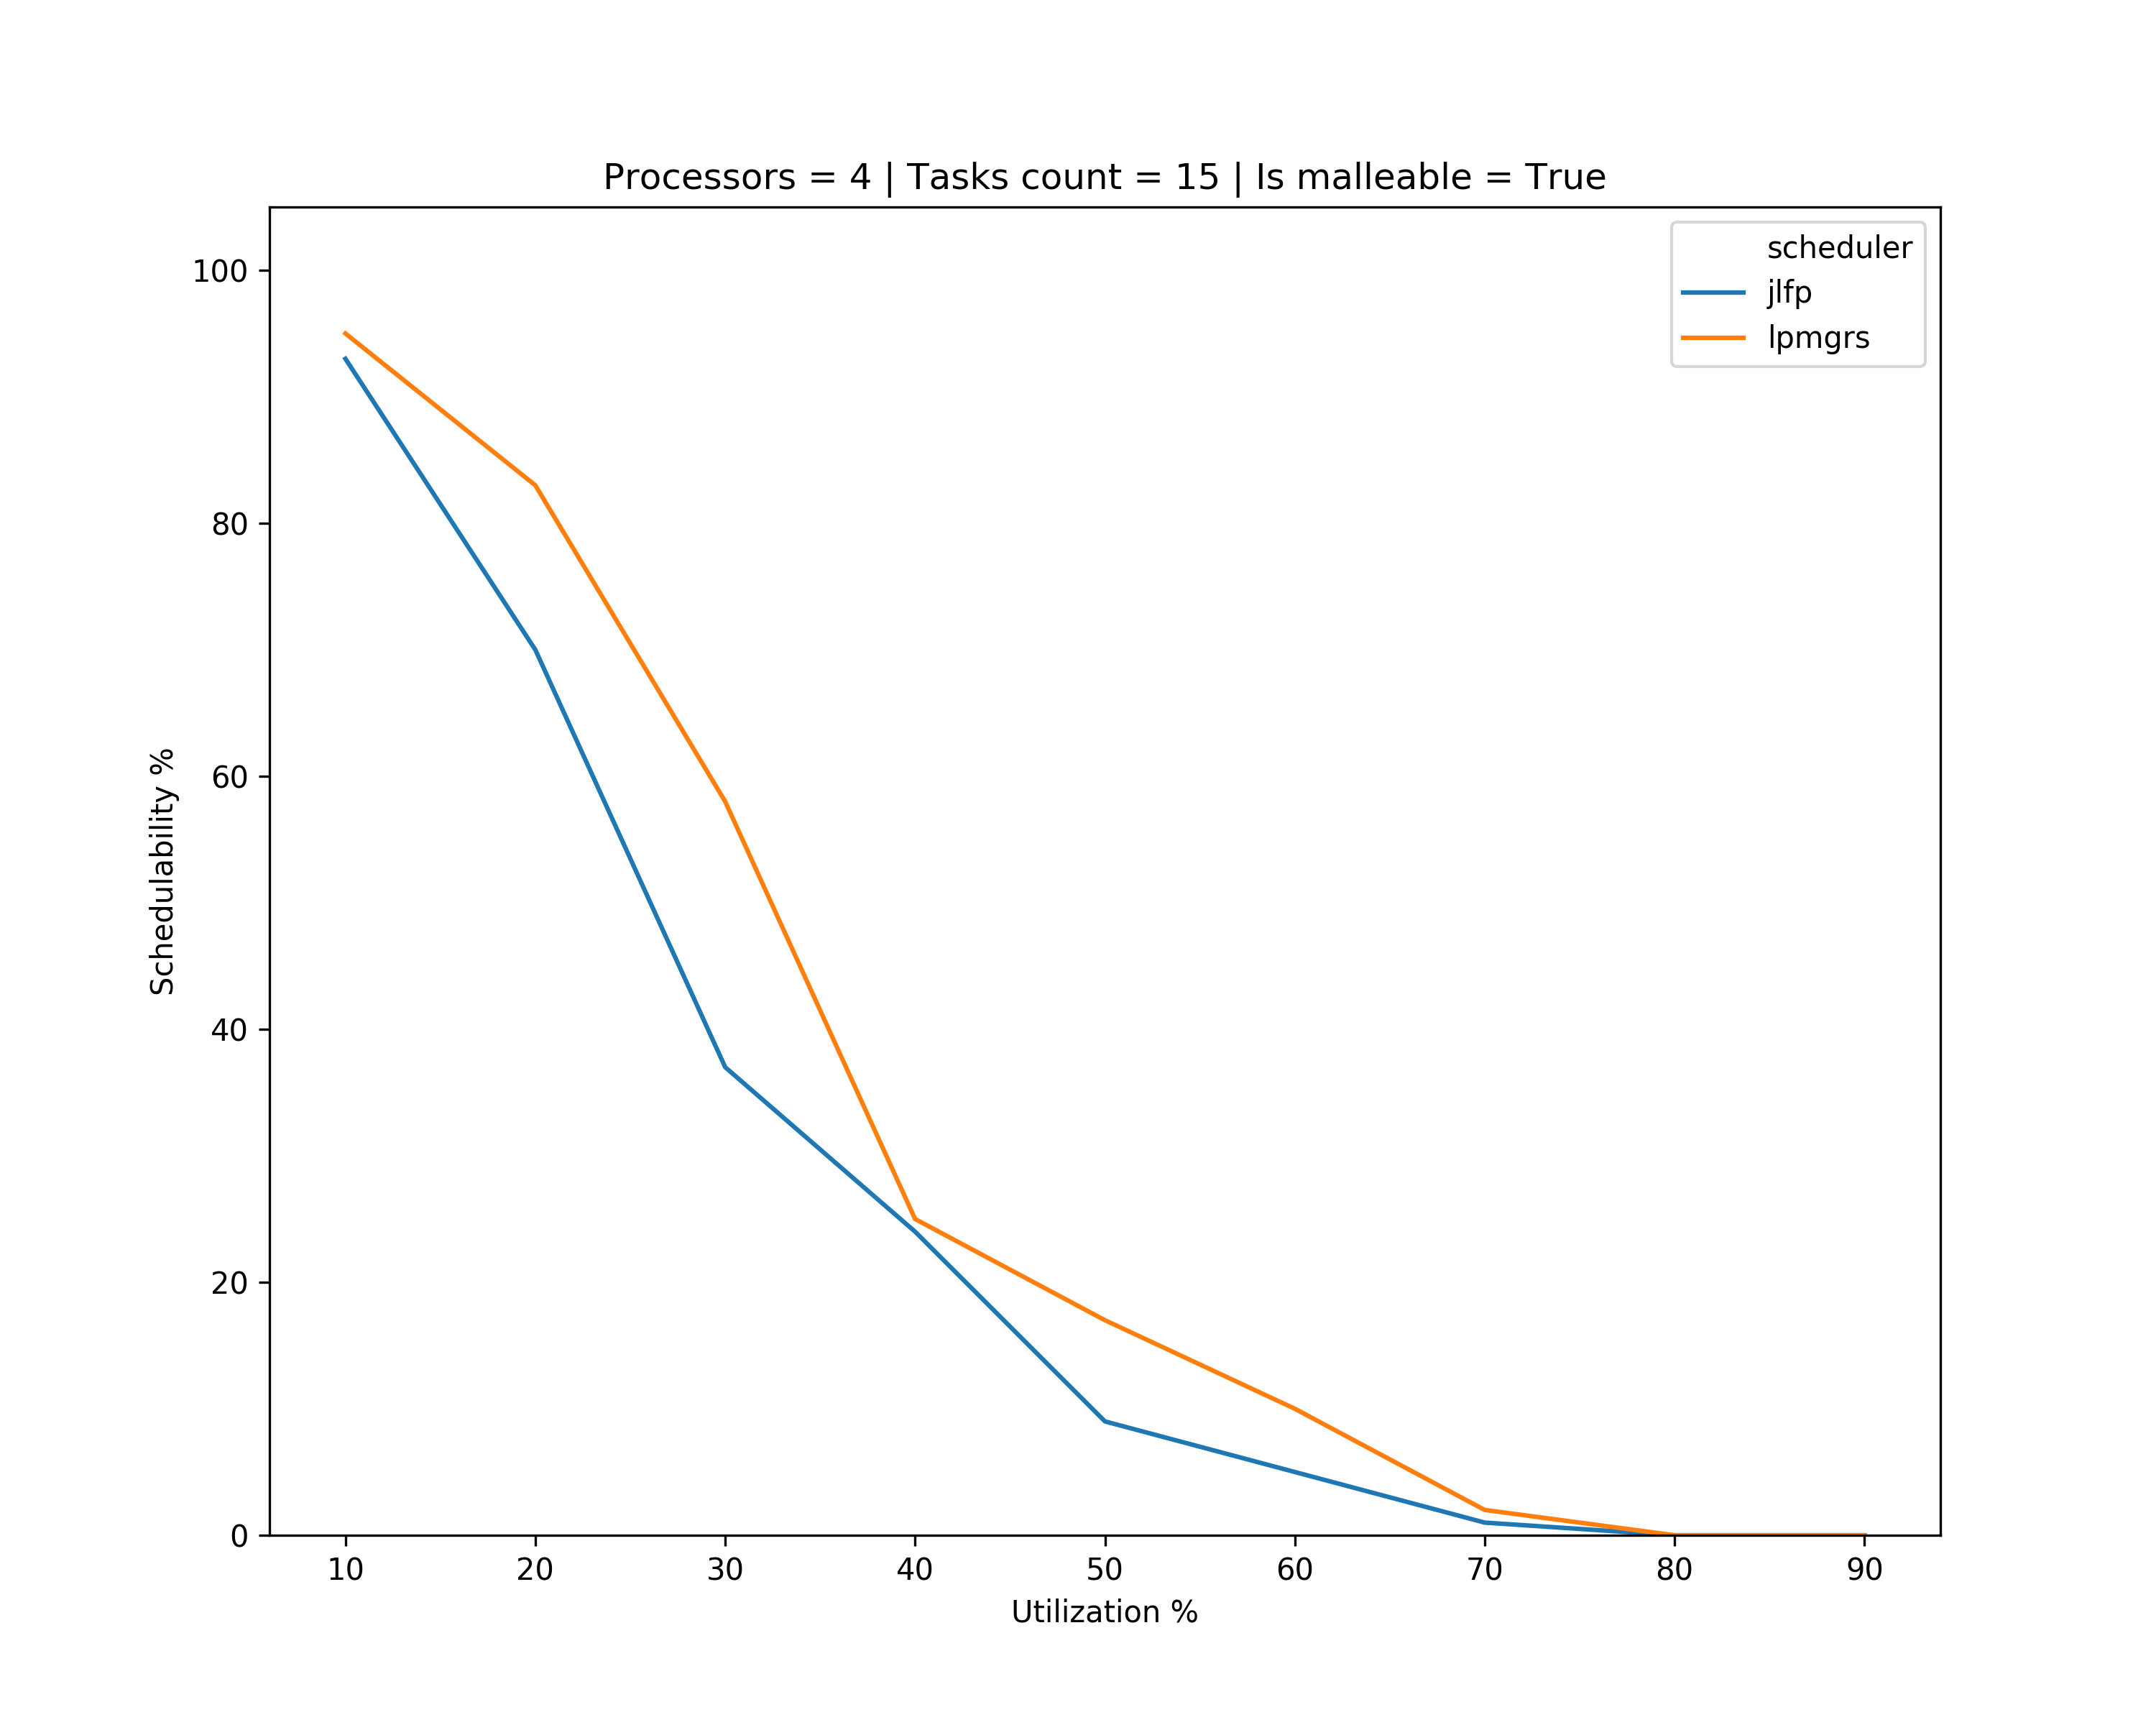 Processors = 4 | Tasks count = 15 | Is malleable = True
scheduler
jlfp
lpmgrs
Schedulability %
100
80
60
40
20
0
10 20 30 40 50 60 70 80 90
Utilization %